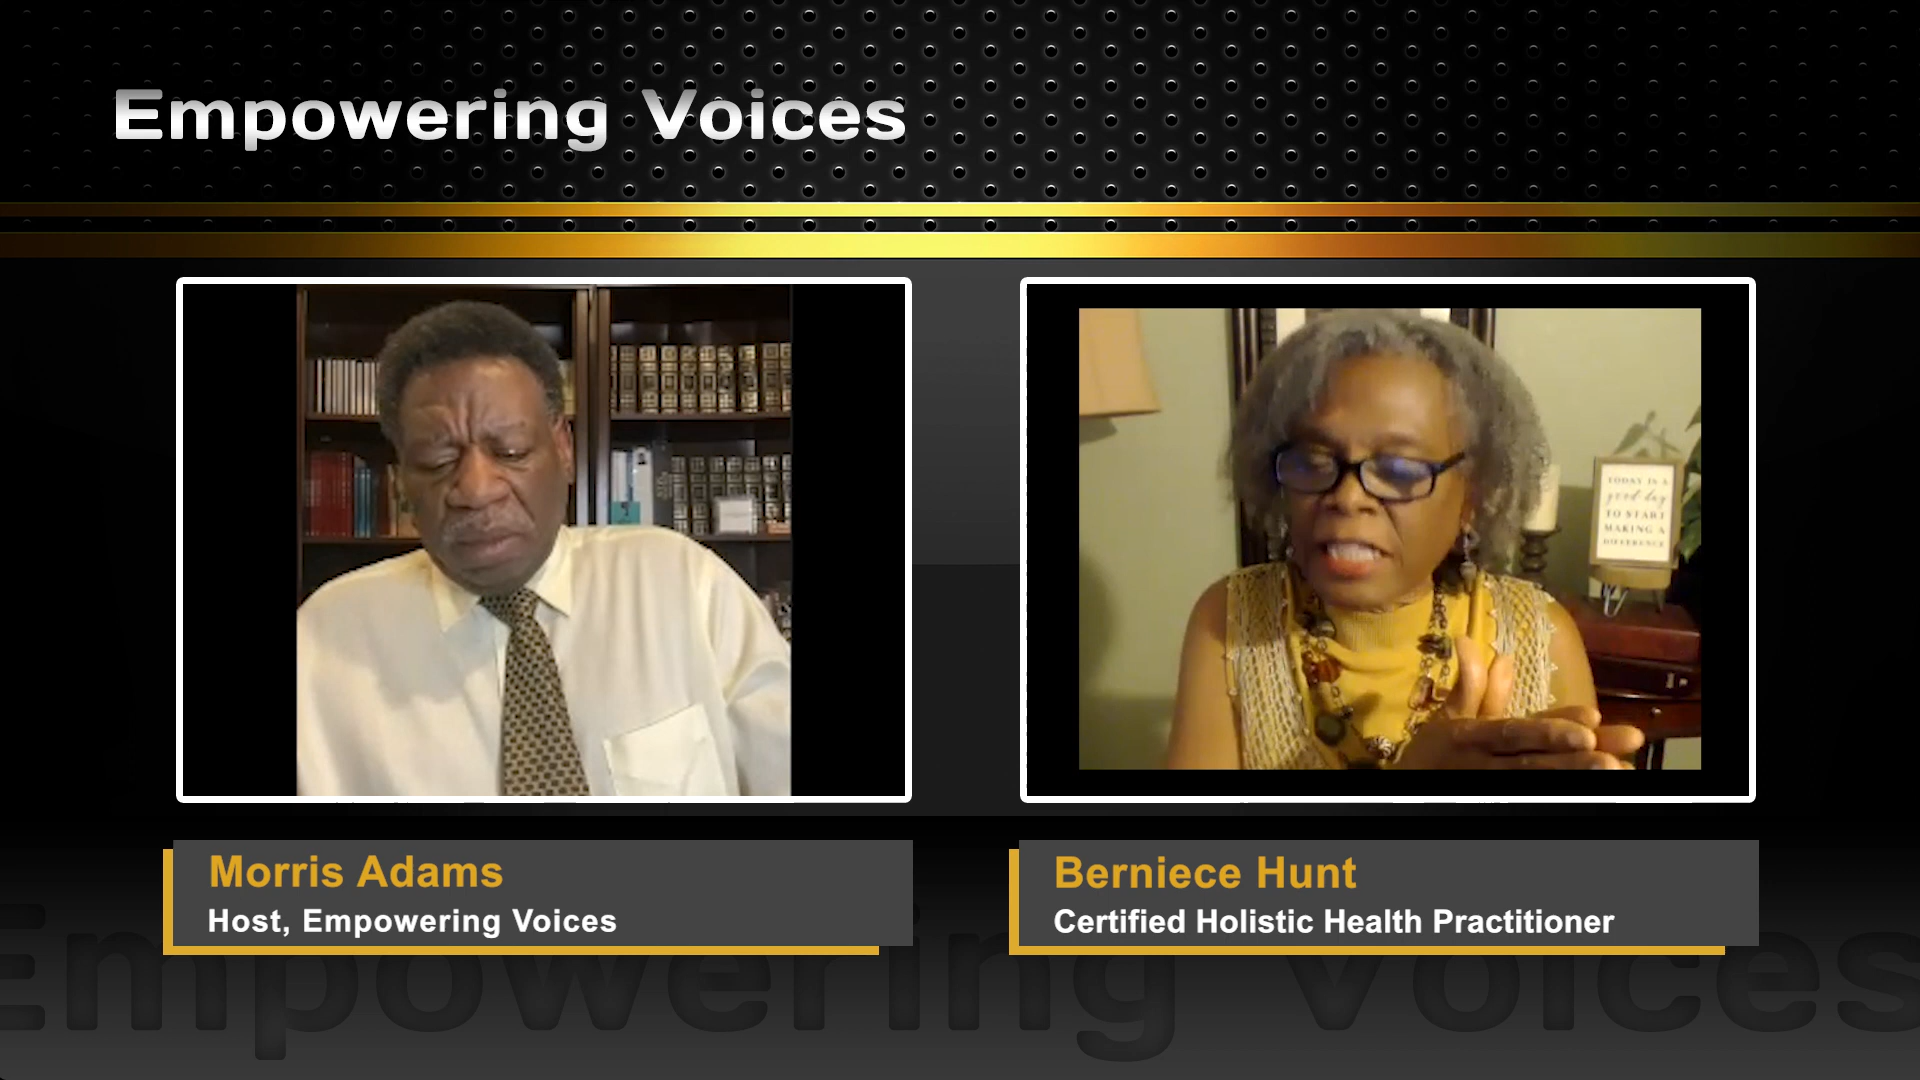 Empowering Voices
TODAY IS A
good day
TO START
MAKING A
DIFFERENCE
Morris Adams
Host, Empowering Voices
Berniece Hunt
Certified Holistic Health Practitioner
Empowering Voices